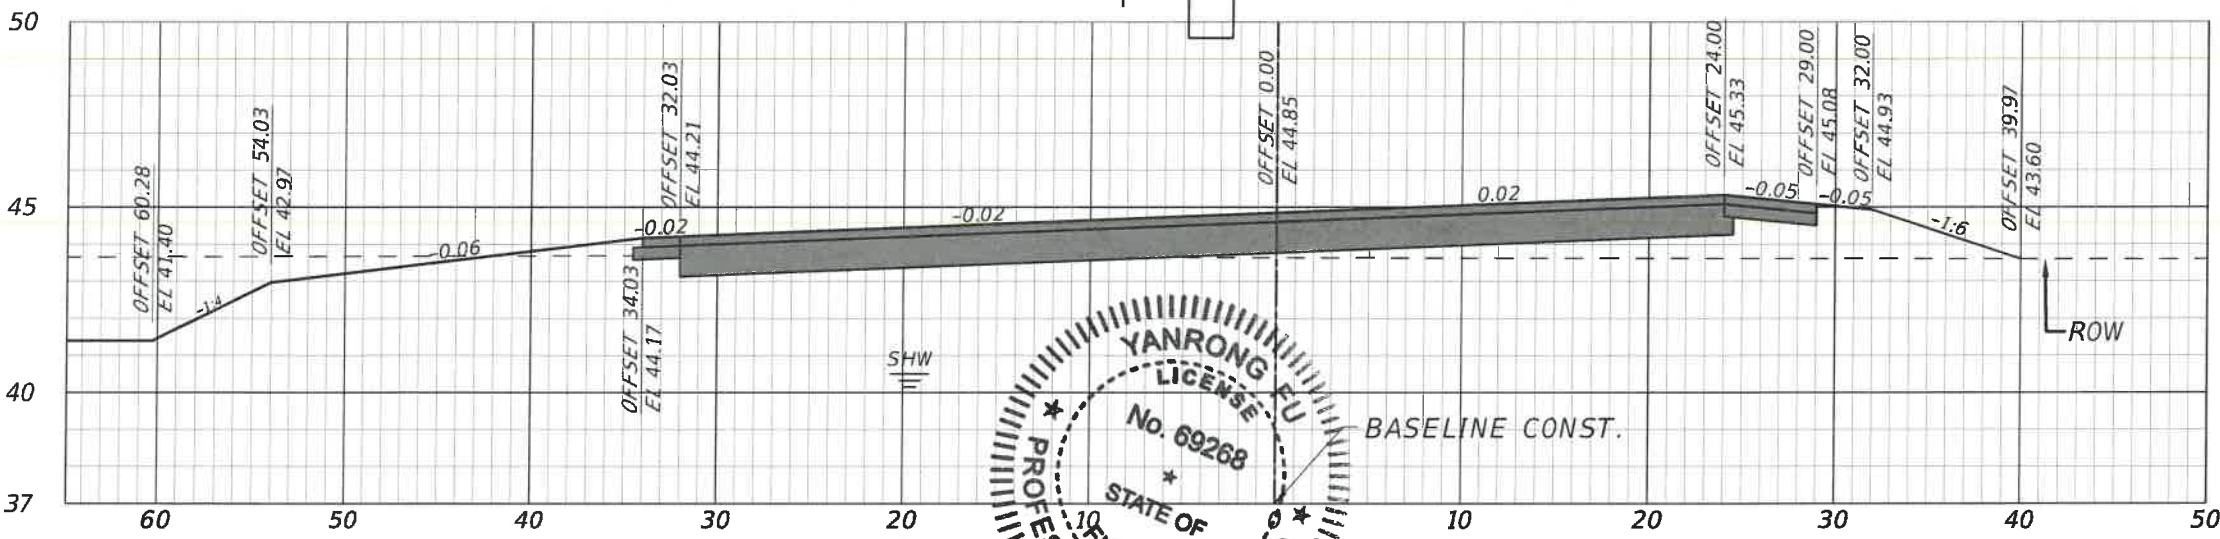 50
45
40
37
60
50
40
30
20
10
0
10
20
30
40
50
OFFSET 60.28
EL 41.40
-1:4
OFFSET 54.03
EL 42.97
-0.06
OFFSET 32.03
EL 44.21
-0.02
OFFSET 34.03
EL 44.17
-0.02
SHW
OFFSET 0.00
EL 44.85
0.02
OFFSET 24.00
EL 45.33
-0.05
OFFSET 29.00
EL 45.08
-0.05
OFFSET 32.00
EL 44.93
-1:6
OFFSET 39.97
EL 43.60
ROW
BASELINE CONST.
YANRONG FU
LICENSE
No. 69268
STATE OF